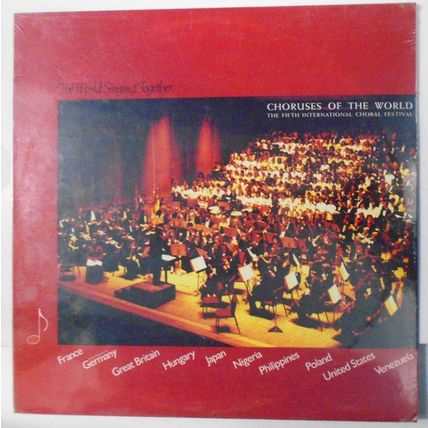 The World Singing Together
CHORUSES OF THE WORLD
THE FIFTH INTERNATIONAL CHORAL FESTIVAL
France
Germany
Great Britain
Hungary
Japan
Nigeria
Philippines
Poland
United States
Venezuela